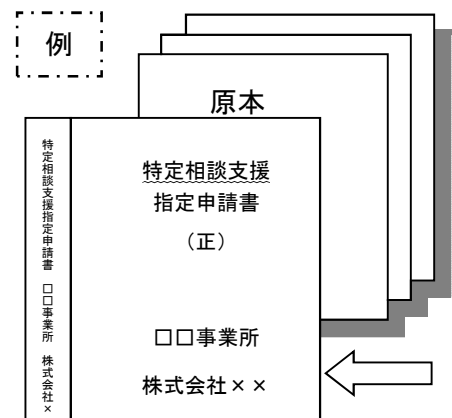 例
原本
特定相談支援指定申請書 □□事業所 株式会社×
特定相談支援
指定申請書
（正）
□□事業所
株式会社××